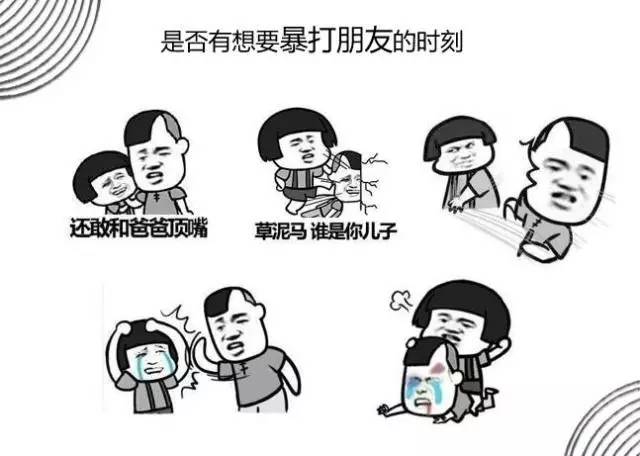 是否有想要暴打朋友的时刻
还敢和爸爸顶嘴
草泥马 谁是你儿子